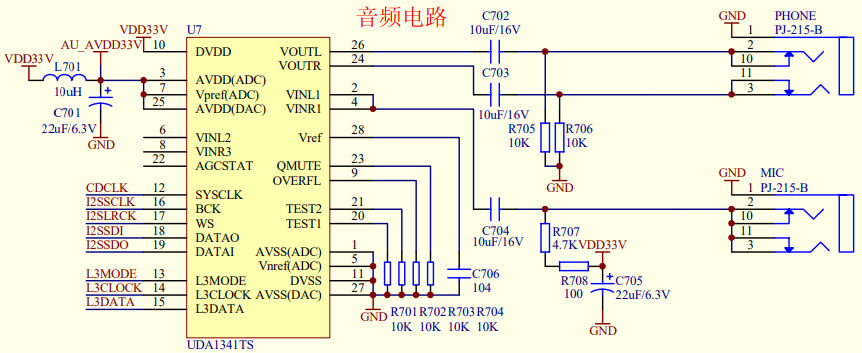 音频电路
VDD33V
AU_AVDD33V
VDD33V
L701
10uH
C701
22uF/6.3V
GND
U7
10 DVDD VOUTL 26
VOUTR 24
3 AVDD(ADC)
7 Vpref(ADC) VINL1 2
25 AVDD(DAC) VINR1 4
6 VINL2 Vref 28
8 VINR3
22 AGCSTAT QMUTE 23
OVERFL 9
CDCLK 12 SYSCLK
I2SSCLK 16 BCK TEST2 21
I2SLRCK 17 WS TEST1 20
I2SSDI 18 DATAO
I2SSDO 19 DATAI AVSS(ADC) 1
Vnref(ADC) 5
L3MODE 13 L3MODE DVSS 11
L3CLOCK 14 L3CLOCK AVSS(DAC) 27
L3DATA 15 L3DATA
UDA1341TS
GND
R701 R702 R703 R704
10K 10K 10K 10K
C706
104
C702
10uF/16V
C703
10uF/16V
R705
10K
R706
10K
GND
C704
10uF/16V
R707
4.7K
VDD33V
R708
100
C705
22uF/6.3V
GND
GND
PHONE
PJ-215-B
1
2
10
11
3
GND
MIC
PJ-215-B
1
2
10
11
3